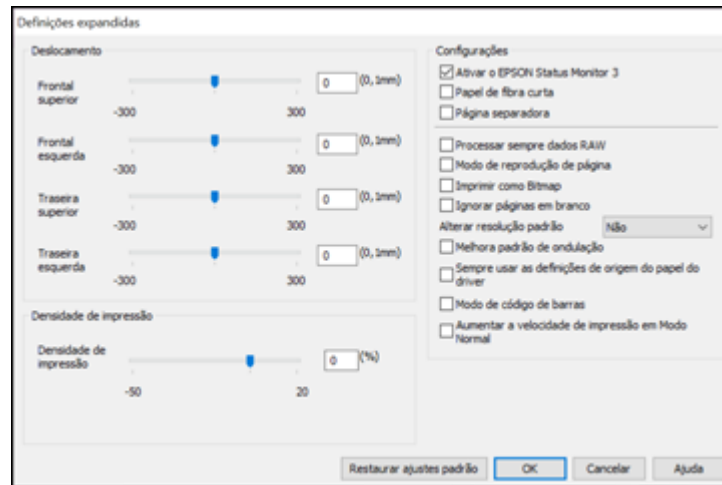 Definições expandidas
Deslocamento
Frontal
superior
0
(0,1mm)
-300
300
Frontal
esquerda
0
(0,1mm)
-300
300
Traseira
superior
0
(0,1mm)
-300
300
Traseira
esquerda
0
(0,1mm)
-300
300
Densidade de impressão
Densidade de
impressão
0
(%)
-50
20
Configurações
Ativar o EPSON Status Monitor 3
Papel de fibra curta
Página separadora
Processar sempre dados RAW
Modo de reprodução de página
Imprimir como Bitmap
Ignorar páginas em branco
Alterar resolução padrão Não
Melhora padrão de ondulação
Sempre usar as definições de origem do papel do
driver
Modo de código de barras
Aumentar a velocidade de impressão em Modo
Normal
Restaurar ajustes padrão OK Cancelar Ajuda